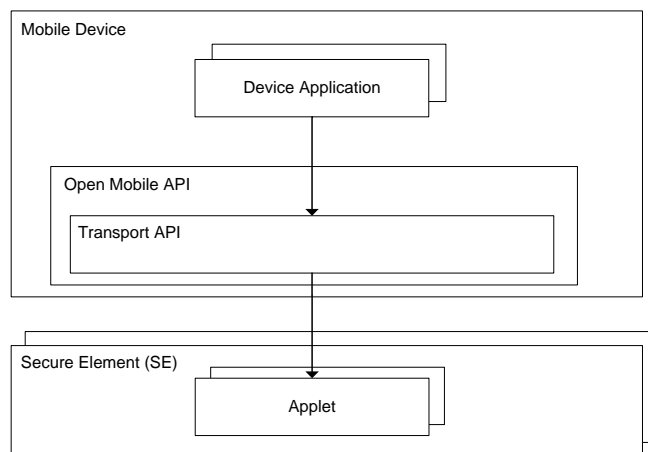 Mobile Device
Device Application
Open Mobile API
Transport API
Secure Element (SE)
Applet